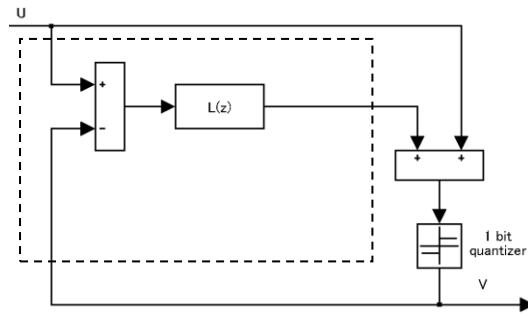 U
+
L(z)
−
+ +
1 bit
quantizer
V